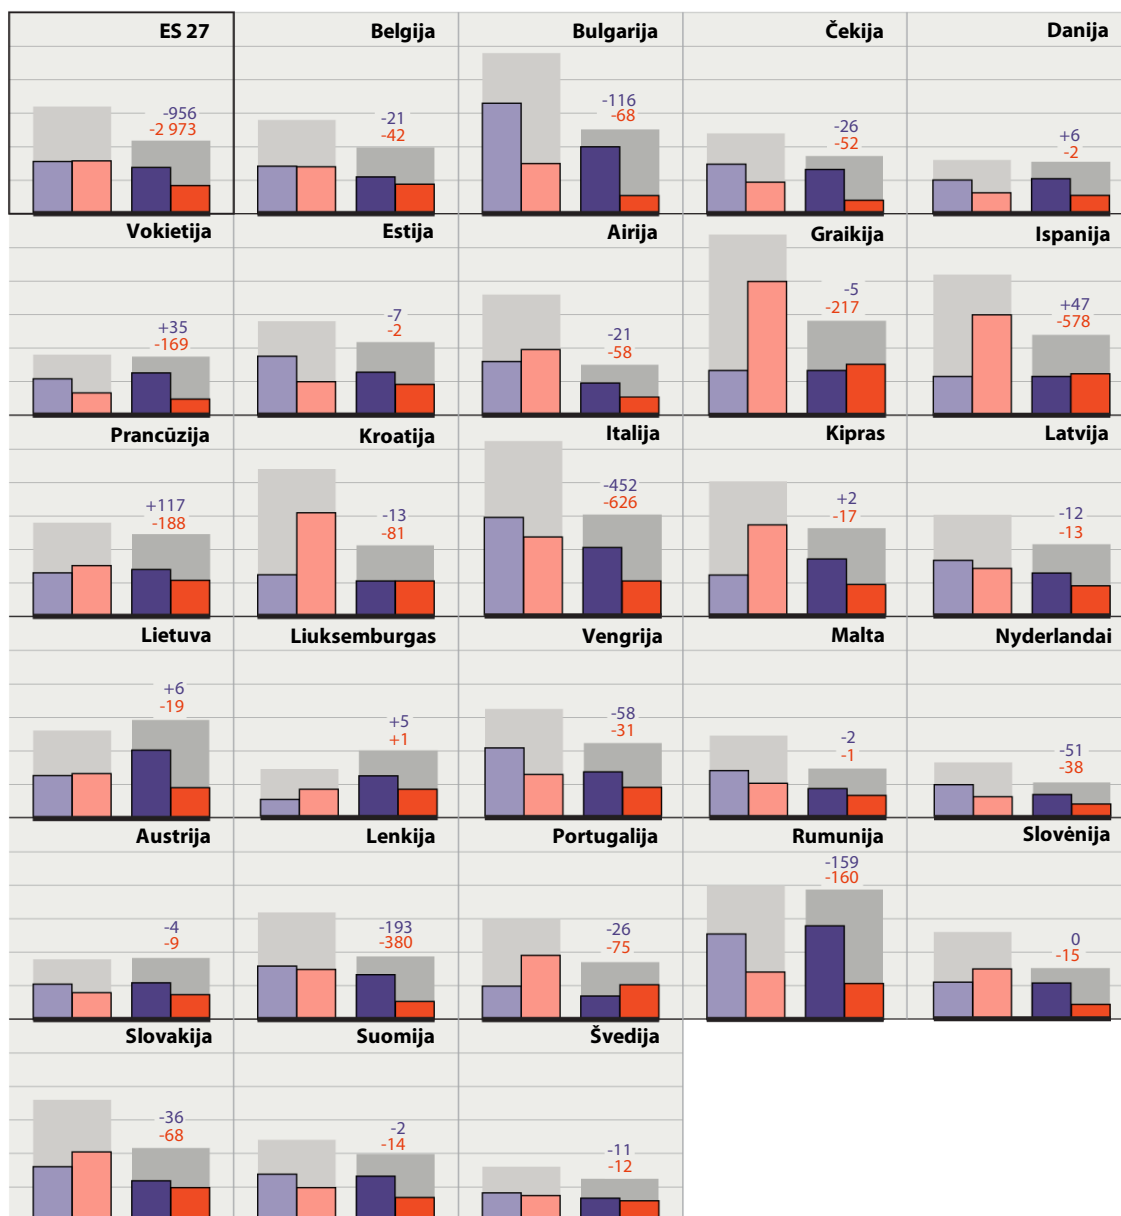 ES 27
-956
-2 973
Belgija
-21
-42
Bulgarija
-116
-68
Čekija
-26
-52
Danija
+6
-2
Vokietija
+35
-169
Estija
-7
-2
Airija
-21
-58
Graikija
-5
-217
Ispanija
+47
-578
Prancūzija
+117
-188
Kroatija
-13
-81
Italija
-452
-626
Kipras
+2
-17
Latvija
-12
-13
Lietuva
+6
-19
Liuksemburgas
+5
+1
Vengrija
-58
-31
Malta
-2
-1
Nyderlandai
-51
-38
Austrija
-4
-9
Lenkija
-193
-380
Portugalija
-26
-75
Rumunija
-159
-160
Slovėnija
0
-15
Slovakija
-36
-68
Suomija
-2
-14
Švedija
-11
-12